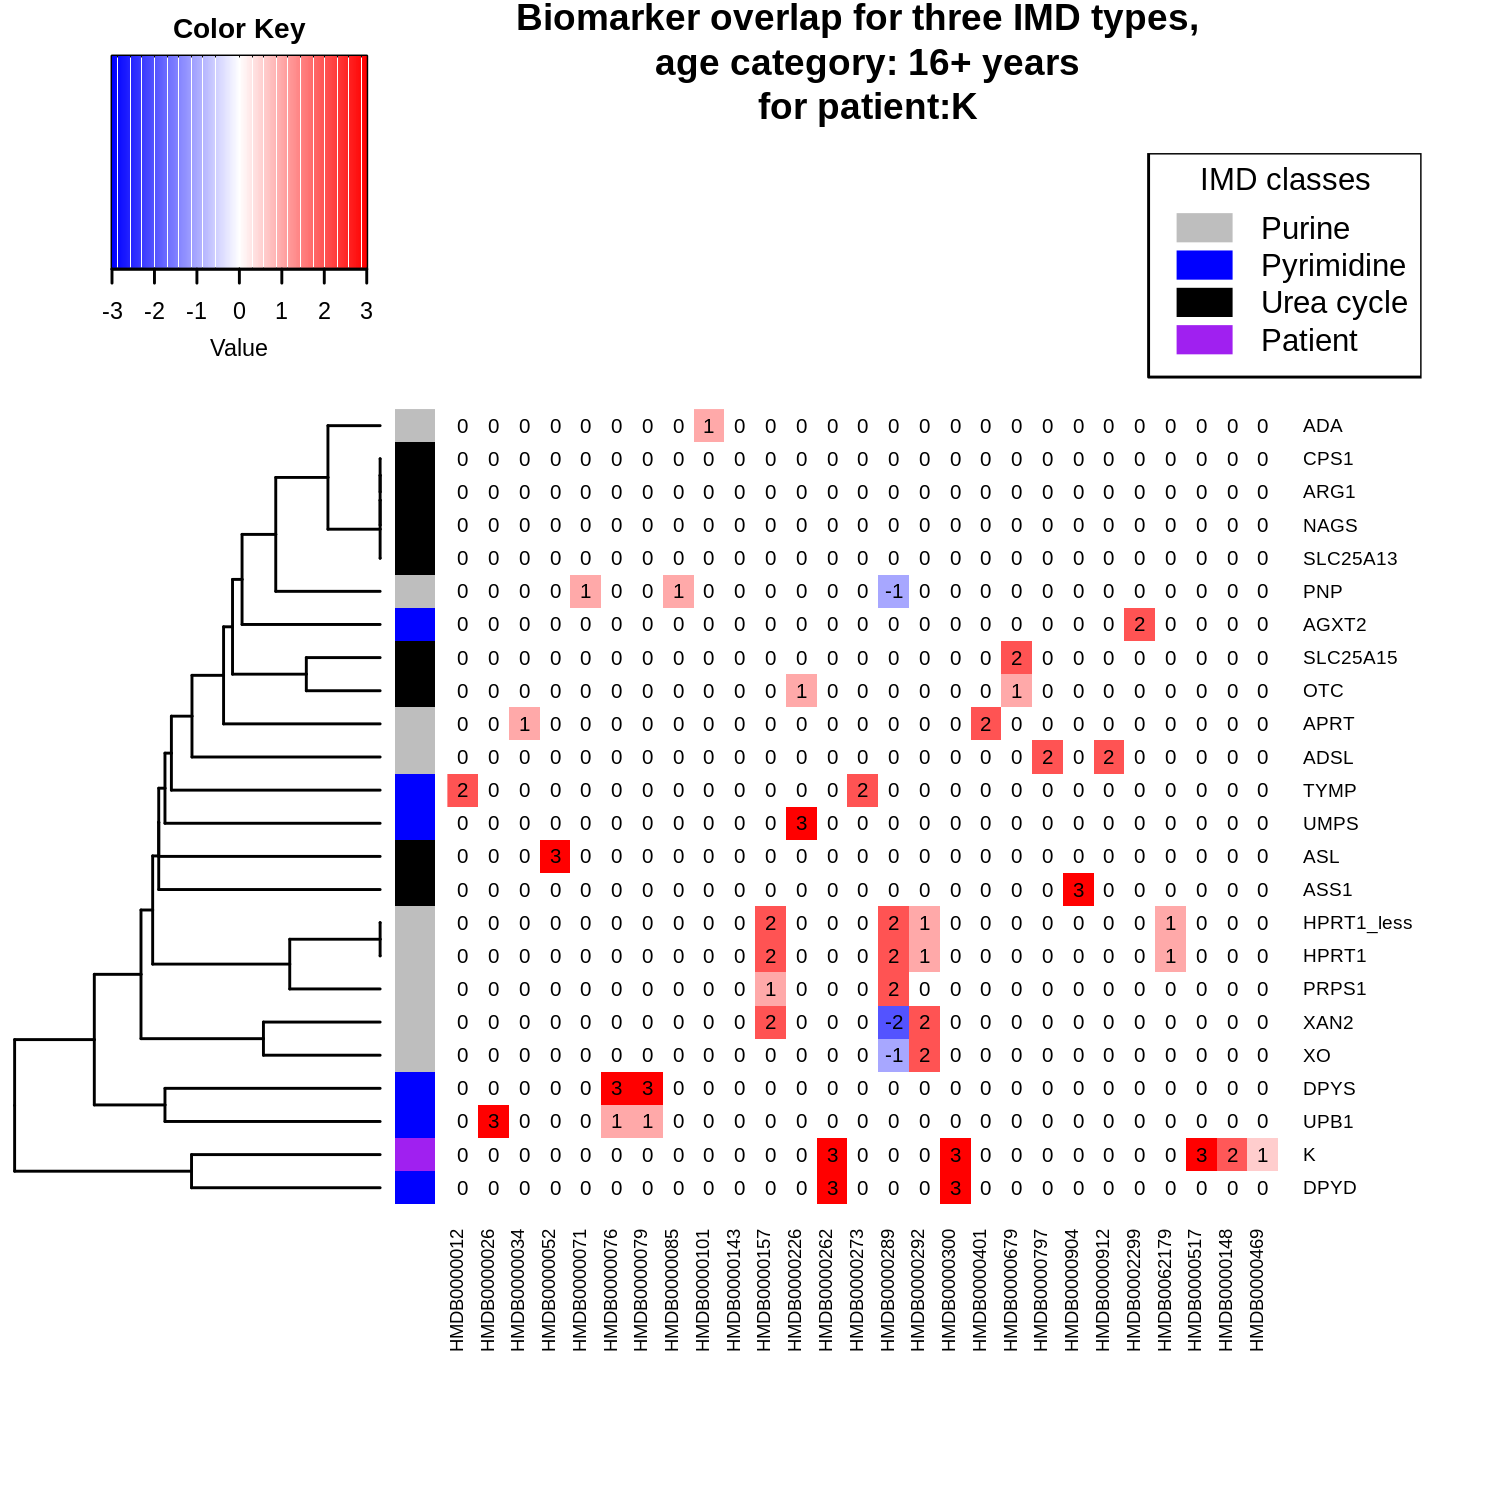 Color Key
-3 -2 -1 0 1 2 3
Value
Biomarker overlap for three IMD types,
age category: 16+ years
for patient:K
IMD classes
Purine
Pyrimidine
Urea cycle
Patient
0 0 0 0 0 0 0 0 1 0 0 0 0 0 0 0 0 0 0 0 0 0 0 0 0 0 0 ADA
0 0 0 0 0 0 0 0 0 0 0 0 0 0 0 0 0 0 0 0 0 0 0 0 0 0 0 CPS1
0 0 0 0 0 0 0 0 0 0 0 0 0 0 0 0 0 0 0 0 0 0 0 0 0 0 0 ARG1
0 0 0 0 0 0 0 0 0 0 0 0 0 0 0 0 0 0 0 0 0 0 0 0 0 0 0 NAGS
0 0 0 0 0 0 0 0 0 0 0 0 0 0 0 0 0 0 0 0 0 0 0 0 0 0 0 SLC25A13
0 0 0 0 1 0 0 1 0 0 0 0 0 0 -1 0 0 0 0 0 0 0 0 0 0 0 0 PNP
0 0 0 0 0 0 0 0 0 0 0 0 0 0 0 0 0 0 0 0 0 0 2 0 0 0 0 AGXT2
0 0 0 0 0 0 0 0 0 0 0 0 0 0 0 0 0 0 2 0 0 0 0 0 0 0 0 SLC25A15
0 0 0 0 0 0 0 0 0 0 0 1 0 0 0 0 0 0 1 0 0 0 0 0 0 0 0 OTC
0 0 1 0 0 0 0 0 0 0 0 0 0 0 0 0 0 2 0 0 0 0 0 0 0 0 0 APRT
0 0 0 0 0 0 0 0 0 0 0 0 0 0 0 0 0 0 0 2 0 2 0 0 0 0 0 ADSL
2 0 0 0 0 0 0 0 0 0 0 0 0 2 0 0 0 0 0 0 0 0 0 0 0 0 0 TYMP
0 0 0 0 0 0 0 0 0 0 0 3 0 0 0 0 0 0 0 0 0 0 0 0 0 0 0 UMPS
0 0 0 3 0 0 0 0 0 0 0 0 0 0 0 0 0 0 0 0 0 0 0 0 0 0 0 ASL
0 0 0 0 0 0 0 0 0 0 0 0 0 0 0 0 0 0 0 0 3 0 0 0 0 0 0 ASS1
0 0 0 0 0 0 0 0 0 0 2 0 0 0 2 1 0 0 0 0 0 0 0 1 0 0 0 HPRT1_less
0 0 0 0 0 0 0 0 0 0 2 0 0 0 2 1 0 0 0 0 0 0 0 1 0 0 0 HPRT1
0 0 0 0 0 0 0 0 0 0 1 0 0 0 2 0 0 0 0 0 0 0 0 0 0 0 0 PRPS1
0 0 0 0 0 0 0 0 0 0 2 0 0 0 -2 2 0 0 0 0 0 0 0 0 0 0 0 XAN2
0 0 0 0 0 0 0 0 0 0 0 0 0 0 -1 2 0 0 0 0 0 0 0 0 0 0 0 XO
0 0 0 0 0 3 3 0 0 0 0 0 0 0 0 0 0 0 0 0 0 0 0 0 0 0 0 DPYS
0 3 0 0 0 1 1 0 0 0 0 0 0 0 0 0 0 0 0 0 0 0 0 0 0 0 0 UPB1
0 0 0 0 0 0 0 0 0 0 0 0 3 0 0 0 3 0 0 0 0 0 0 0 3 2 1 K
0 0 0 0 0 0 0 0 0 0 0 0 3 0 0 0 3 0 0 0 0 0 0 0 0 0 0 DPYD
HMDB0000012
HMDB0000026
HMDB0000034
HMDB0000052
HMDB0000071
HMDB0000076
HMDB0000079
HMDB0000085
HMDB0000101
HMDB0000143
HMDB0000157
HMDB0000226
HMDB0000262
HMDB0000273
HMDB0000289
HMDB0000292
HMDB0000300
HMDB0000401
HMDB0000679
HMDB0000797
HMDB0000904
HMDB0000912
HMDB0002299
HMDB0062179
HMDB0000517
HMDB0000148
HMDB0000469